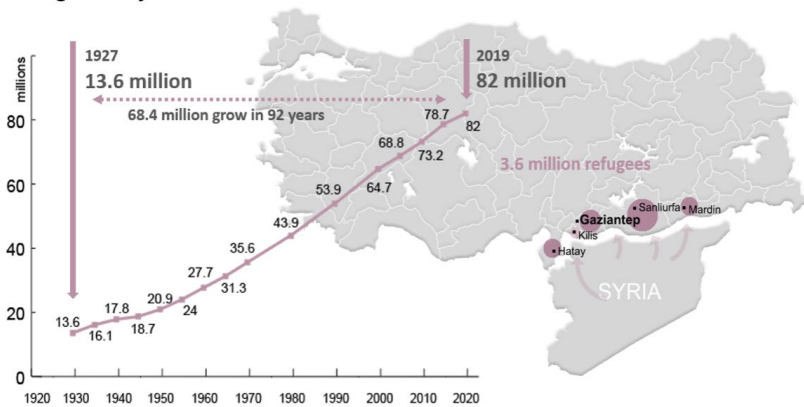 1927
13.6 million
68.4 million grow in 92 years
2019
82 million
3.6 million refugees
millions
80
60
40
20
0
13.6
16.1
17.8
18.7
20.9
24
27.7
31.3
35.6
43.9
53.9
64.7
68.8
73.2
78.7
82
1920 1930 1940 1950 1960 1970 1980 1990 2000 2010 2020
Gaziantep
Sanliurfa
Mardin
Kilis
Hatay
SYRIA